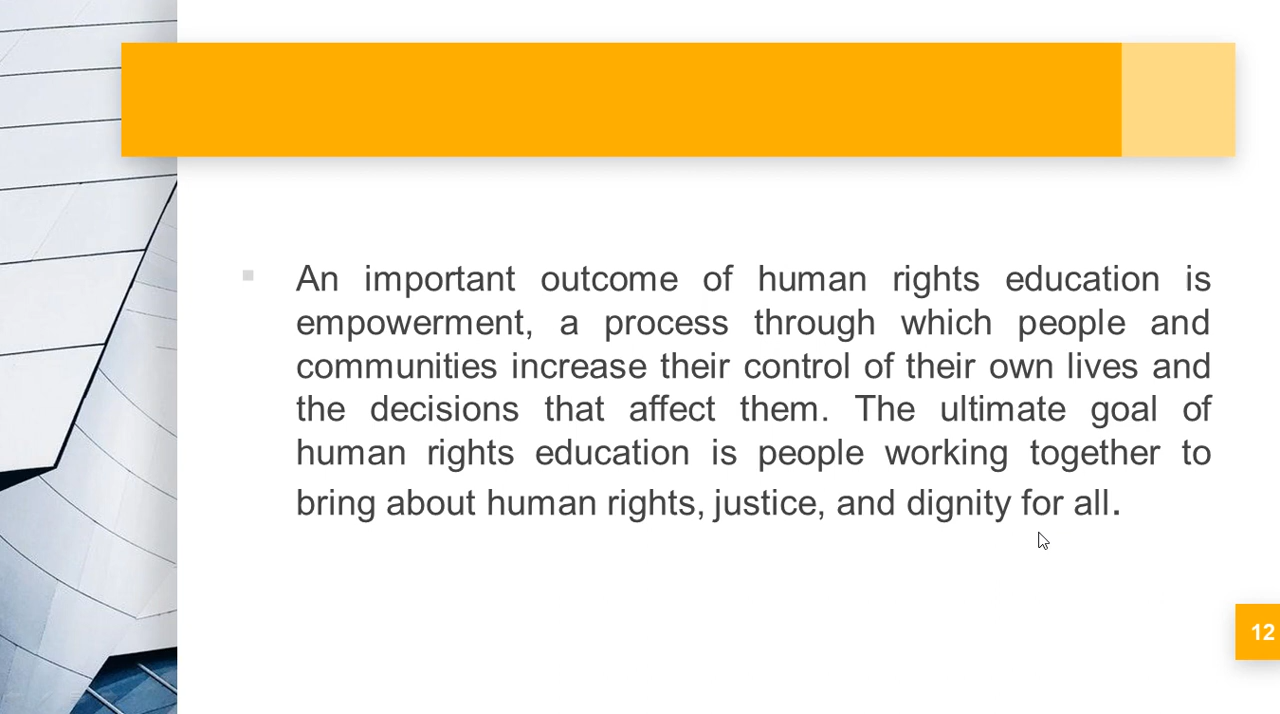 An important outcome of human rights education is
empowerment, a process through which people and
communities increase their control of their own lives and
the decisions that affect them. The ultimate goal of
human rights education is people working together to
bring about human rights, justice, and dignity for all.
12